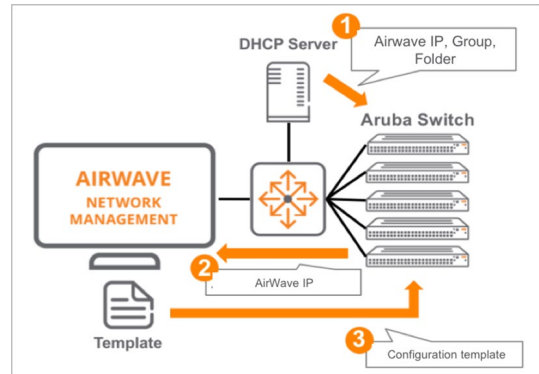 1
DHCP Server
Airwave IP, Group,
Folder
Aruba Switch
AIRWAVE
NETWORK
MANAGEMENT
2
AirWave IP
Template
3
Configuration template